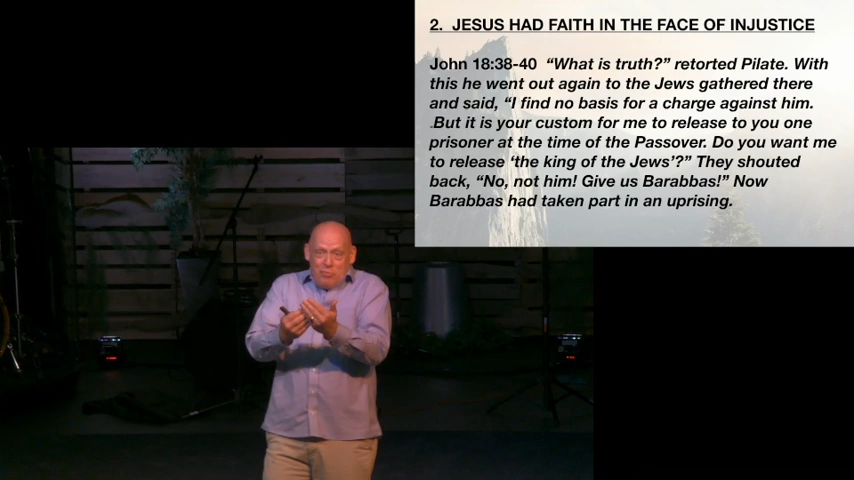 2. JESUS HAD FAITH IN THE FACE OF INJUSTICE
John 18:38-40 “What is truth?” retorted Pilate. With
this he went out again to the Jews gathered there
and said, “I find no basis for a charge against him.
But it is your custom for me to release to you one
prisoner at the time of the Passover. Do you want me
to release ‘the king of the Jews’?” They shouted
back, “No, not him! Give us Barabbas!” Now
Barabbas had taken part in an uprising.